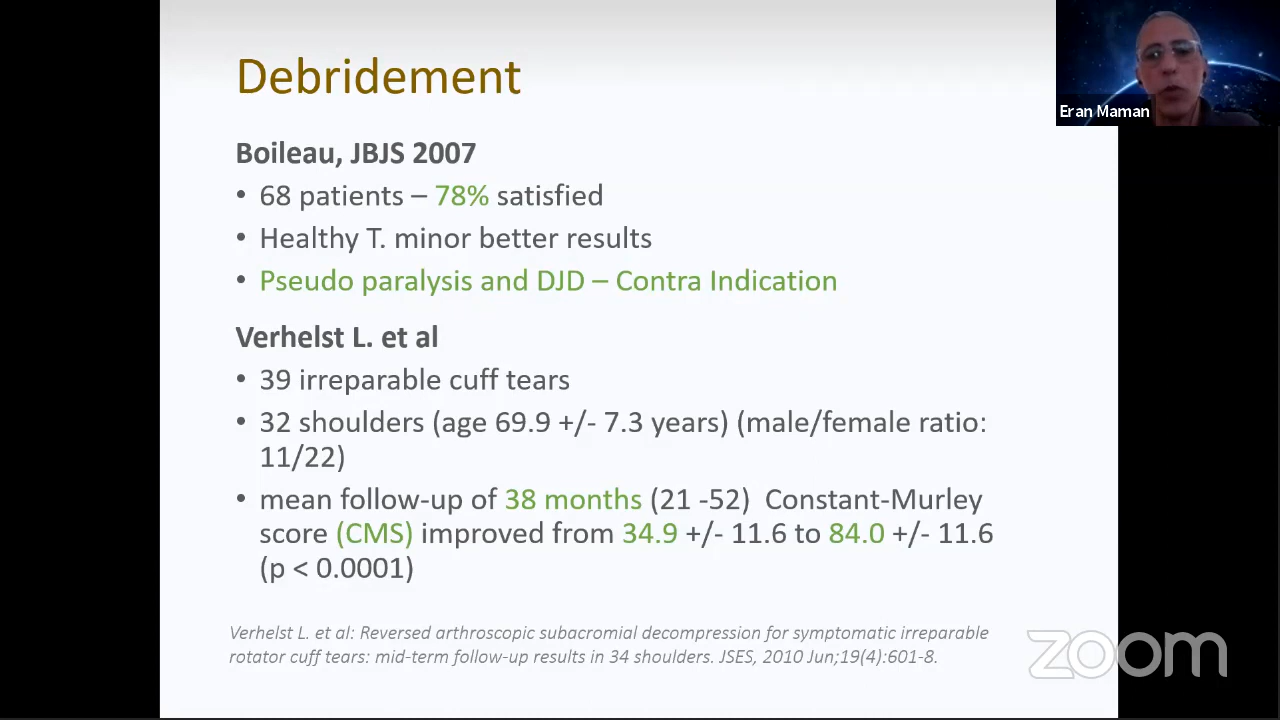 Debridement
Eran Maman
Boileau, JBJS 2007
• 68 patients – 78% satisfied
• Healthy T. minor better results
• Pseudo paralysis and DJD – Contra Indication
Verhelst L. et al
• 39 irreparable cuff tears
• 32 shoulders (age 69.9 +/- 7.3 years) (male/female ratio:
11/22)
• mean follow-up of 38 months (21 -52)  Constant-Murley
score (CMS) improved from 34.9 +/- 11.6 to 84.0 +/- 11.6
(p < 0.0001)
Verhelst L. et al: Reversed arthroscopic subacromial decompression for symptomatic irreparable
rotator cuff tears: mid-term follow-up results in 34 shoulders. JSES, 2010 Jun;19(4):601-8.
zoom